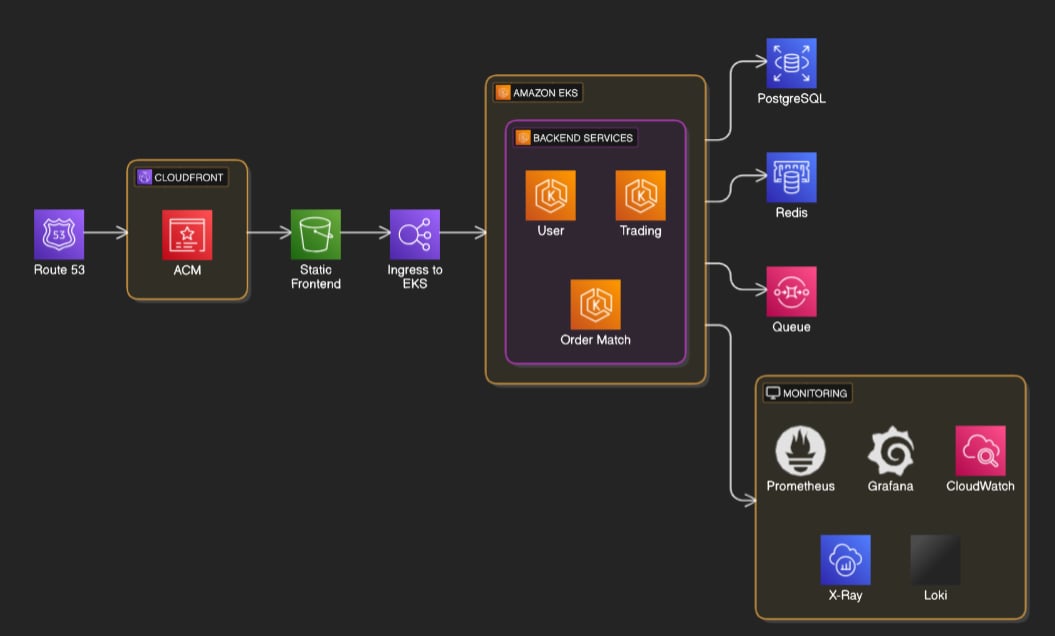 53
Route 53
CLOUDFRONT
ACM
Static
Frontend
Ingress to
EKS
AMAZON EKS
BACKEND SERVICES
K
User
K
Trading
K
Order Match
PostgreSQL
Redis
Queue
MONITORING
Prometheus
Grafana
CloudWatch
X-Ray
Loki